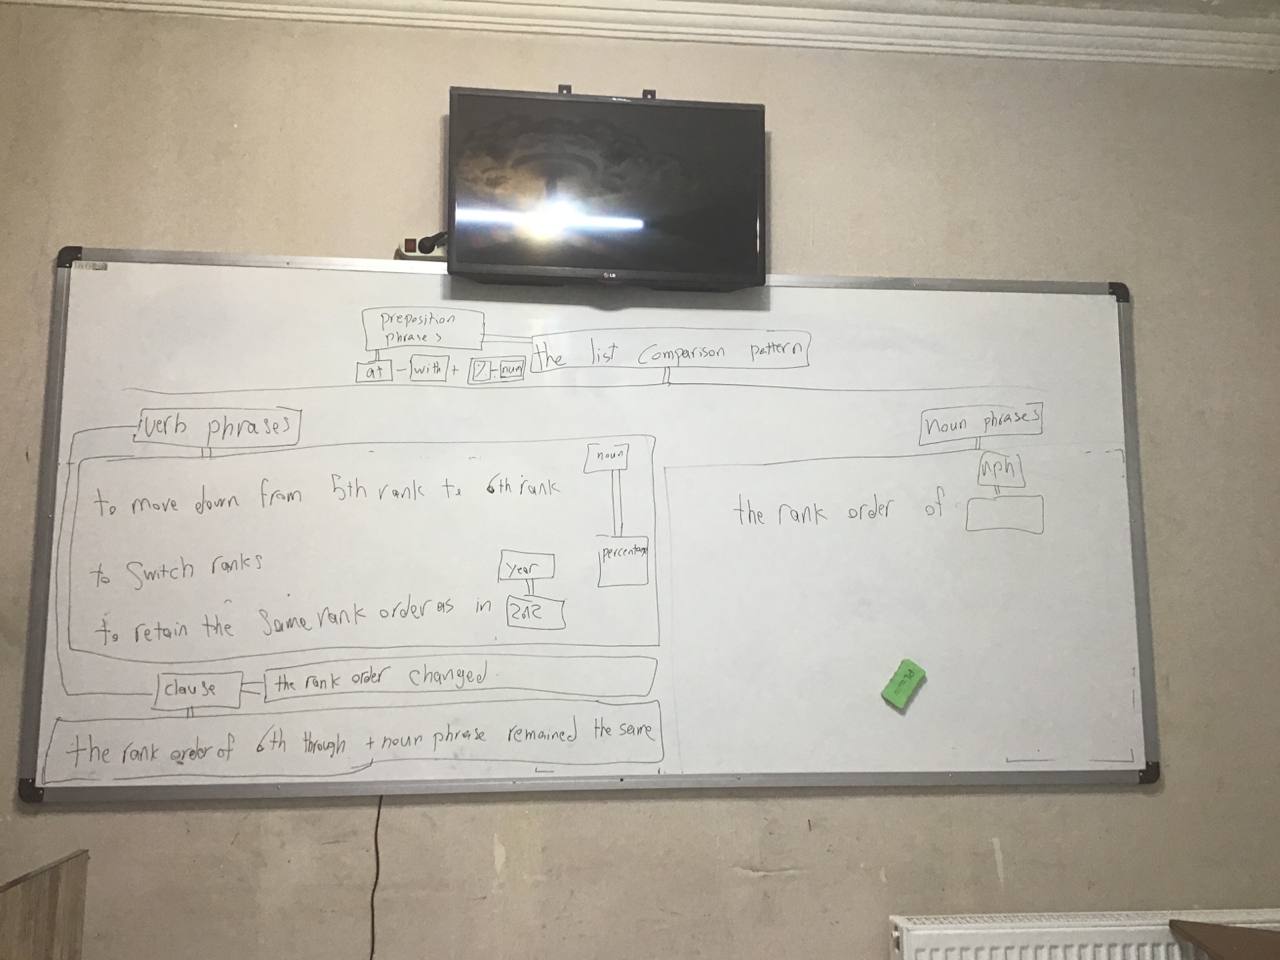 LG
preposition
phrases
the list comparison pattern
at - with + % - num
verb phrases
noun
to move down from 5th rank to 6th rank
percentage
to switch ranks
year
to retain the same rank order as in 2012
clause
the rank order changed
the rank order of 6th through + noun phrase remained the same
noun phrases
nph
the rank order of